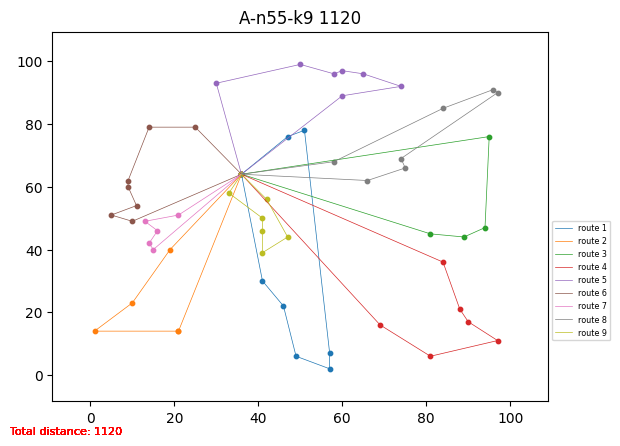 A-n55-k9 1120
100
80
60
40
20
0
0 20 40 60 80 100
route 1
route 2
route 3
route 4
route 5
route 6
route 7
route 8
route 9
Total distance: 1120